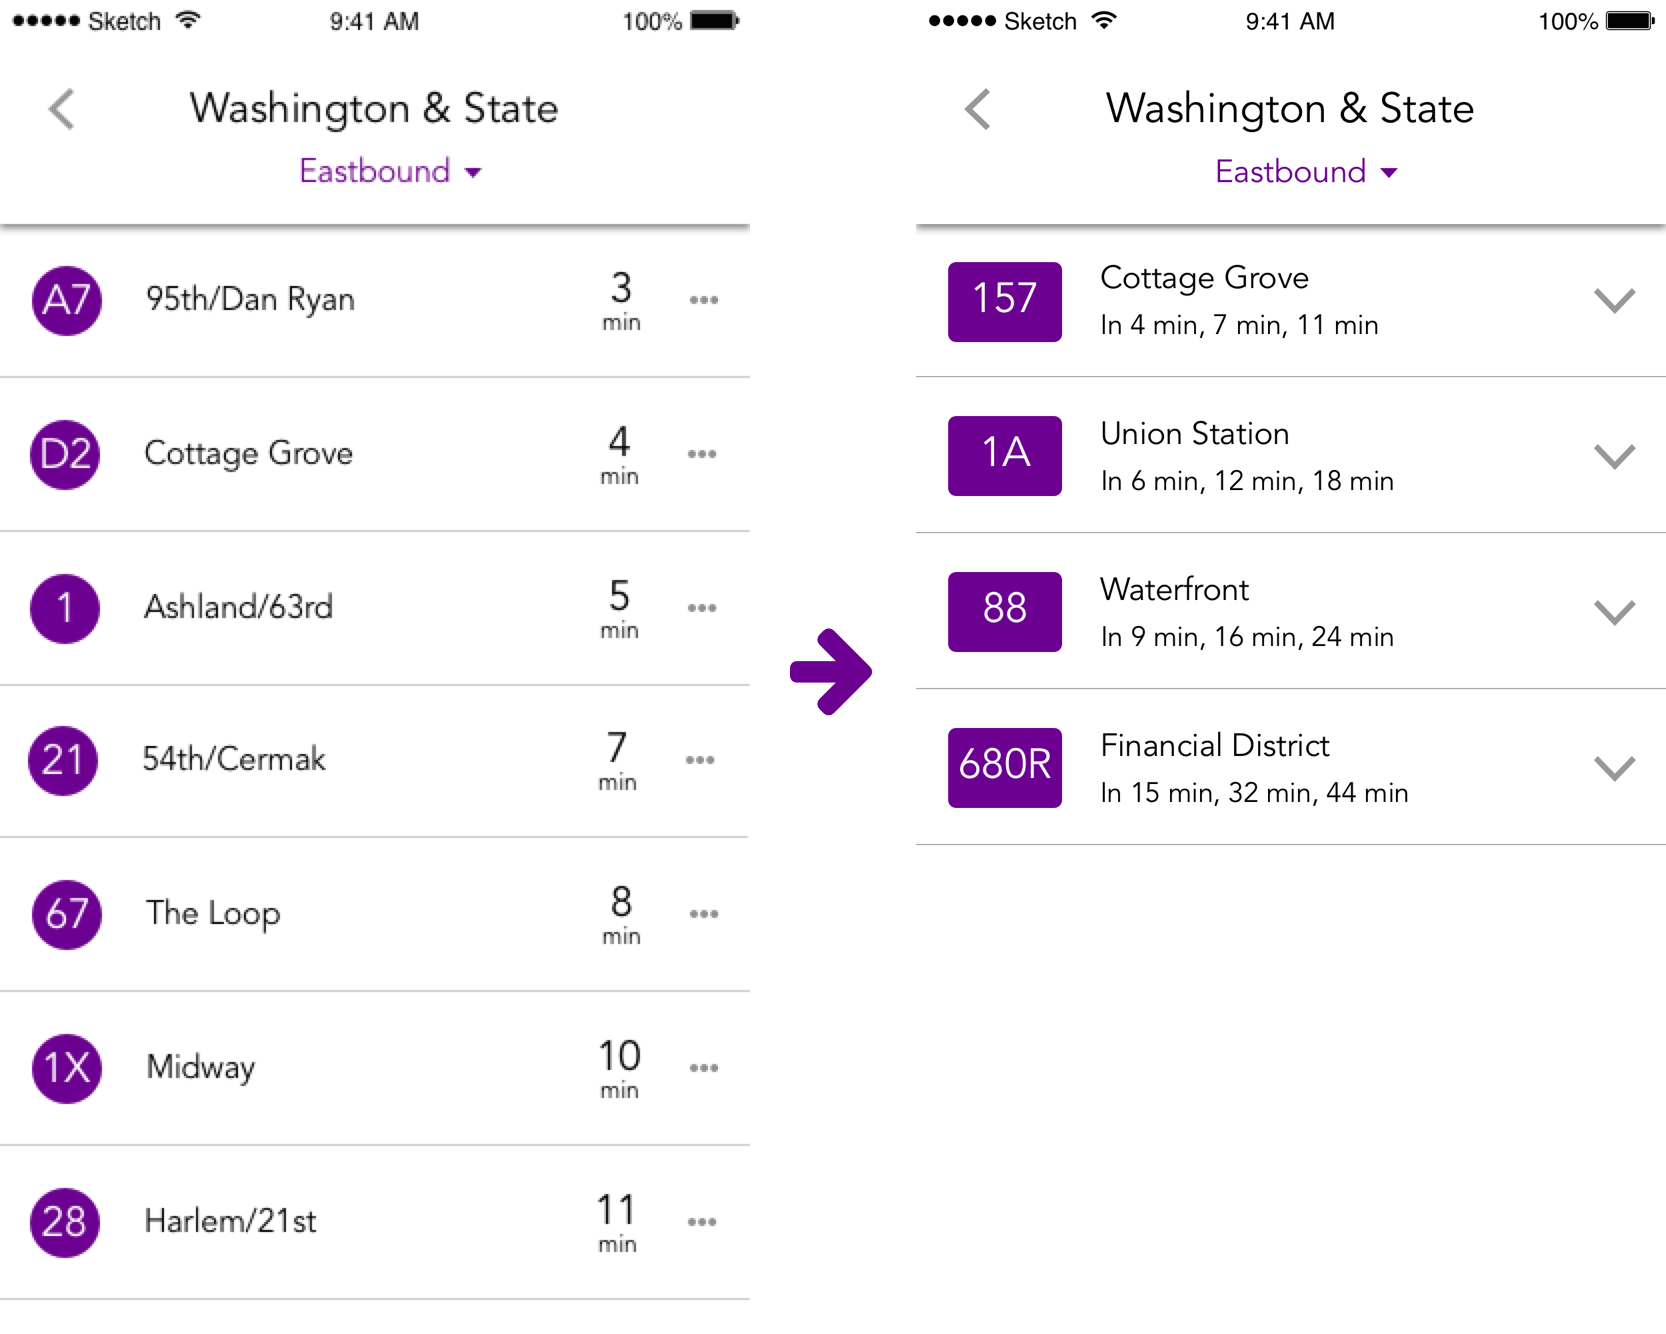 Sketch 9:41 AM 100%
Washington & State
Eastbound
A7 95th/Dan Ryan 3 min
D2 Cottage Grove 4 min
1 Ashland/63rd 5 min
21 54th/Cermak 7 min
67 The Loop 8 min
1X Midway 10 min
28 Harlem/21st 11 min
Sketch 9:41 AM 100%
Washington & State
Eastbound
157 Cottage Grove
In 4 min, 7 min, 11 min
1A Union Station
In 6 min, 12 min, 18 min
88 Waterfront
In 9 min, 16 min, 24 min
680R Financial District
In 15 min, 32 min, 44 min